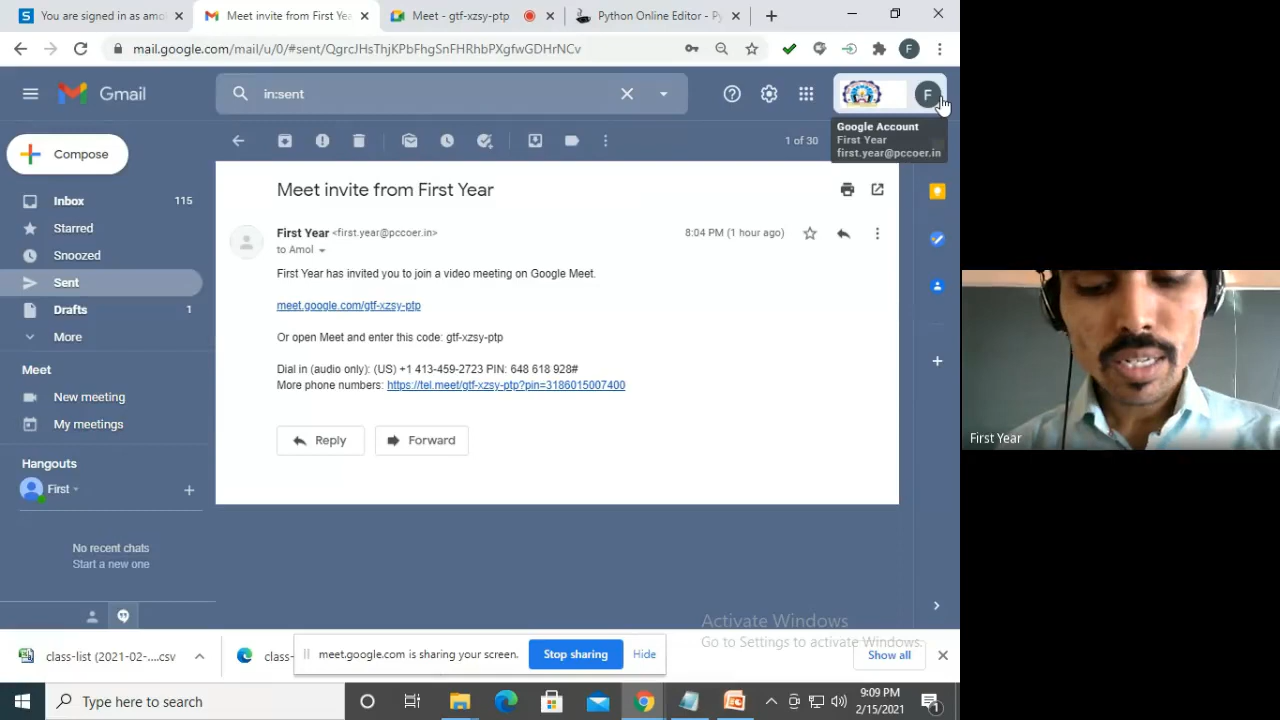 You are signed in as amol
Meet invite from First Yea
Meet - gtf-xzsy-ptp
Python Online Editor - Py
mail.google.com/mail/u/0/#sent/QgrcJHsThjKPbFhgSnFHRhbPXgfwGDHrNCv
F
Gmail
in:sent
F
Google Account
First Year
first.year@pccoer.in
Compose
1 of 30
Inbox 115
Starred
Snoozed
Sent
Drafts 1
More
Meet
New meeting
My meetings
Hangouts
First
No recent chats
Start a new one
Meet invite from First Year
First Year <first.year@pccoer.in>
8:04 PM (1 hour ago)
to Amol
First Year has invited you to join a video meeting on Google Meet.
meet.google.com/gtf-xzsy-ptp
Or open Meet and enter this code: gtf-xzsy-ptp
Dial in (audio only): (US) +1 413-459-2723 PIN: 648 618 928#
More phone numbers: https://tel.meet/gtf-xzsy-ptp?pin=3186015007400
Reply
Forward
First Year
Activate Windows
Go to Settings to activate Windows.
class-list (2021-02-....csv
class-
meet.google.com is sharing your screen.
Stop sharing
Hide
Show all
Type here to search
9:09 PM
2/15/2021
1